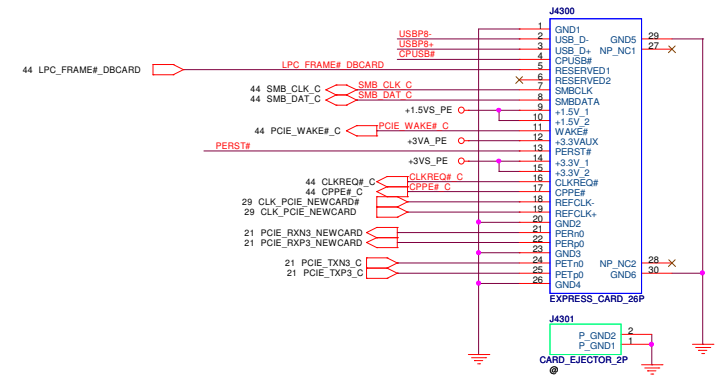 J4300
1 GND1
USBP8- 2 USB_D- GND5 29
USBP8+ 3 USB_D+ NP_NC1 27
CPUSB# 4 CPUSB#
44 LPC_FRAME#_DBCARD LPC_FRAME#_DBCARD 5 RESERVED1
6 RESERVED2
44 SMB_CLK_C SMB_CLK_C 7 SMBCLK
44 SMB_DAT_C SMB_DAT_C 8 SMBDATA
+1.5VS_PE 9 +1.5V_1
10 +1.5V_2
44 PCIE_WAKE#_C PCIE_WAKE#_C 11 WAKE#
+3VA_PE 12 +3.3VAUX
PERST# 13 PERST#
+3VS_PE 14 +3.3V_1
15 +3.3V_2
44 CLKREQ#_C CLKREQ#_C 16 CLKREQ#
44 CPPE#_C CPPE#_C 17 CPPE#
29 CLK_PCIE_NEWCARD# 18 REFCLK-
29 CLK_PCIE_NEWCARD 19 REFCLK+
20 GND2
21 PCIE_RXN3_NEWCARD 21 PERn0
21 PCIE_RXP3_NEWCARD 22 PERp0
23 GND3
21 PCIE_TXN3_C 24 PETn0 NP_NC2 28
21 PCIE_TXP3_C 25 PETp0 GND6 30
26 GND4
EXPRESS_CARD_26P
J4301
P_GND2 2
P_GND1 1
CARD_EJECTOR_2P
@